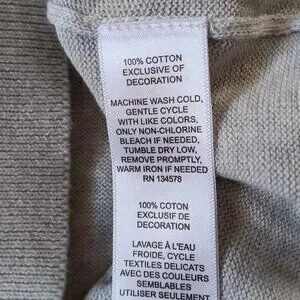 100% COTTON
EXCLUSIVE OF
DECORATION
MACHINE WASH COLD,
GENTLE CYCLE
WITH LIKE COLORS,
ONLY NON-CHLORINE
BLEACH IF NEEDED,
TUMBLE DRY LOW,
REMOVE PROMPTLY,
WARM IRON IF NEEDED
RN 134578
100% COTON
EXCLUSIF DE
DECORATION
LAVAGE À L'EAU
FROIDE, CYCLE
TEXTILES DELICATS
AVEC DES COULEURS
SEMBLABLES
UTILISER SEULEMENT